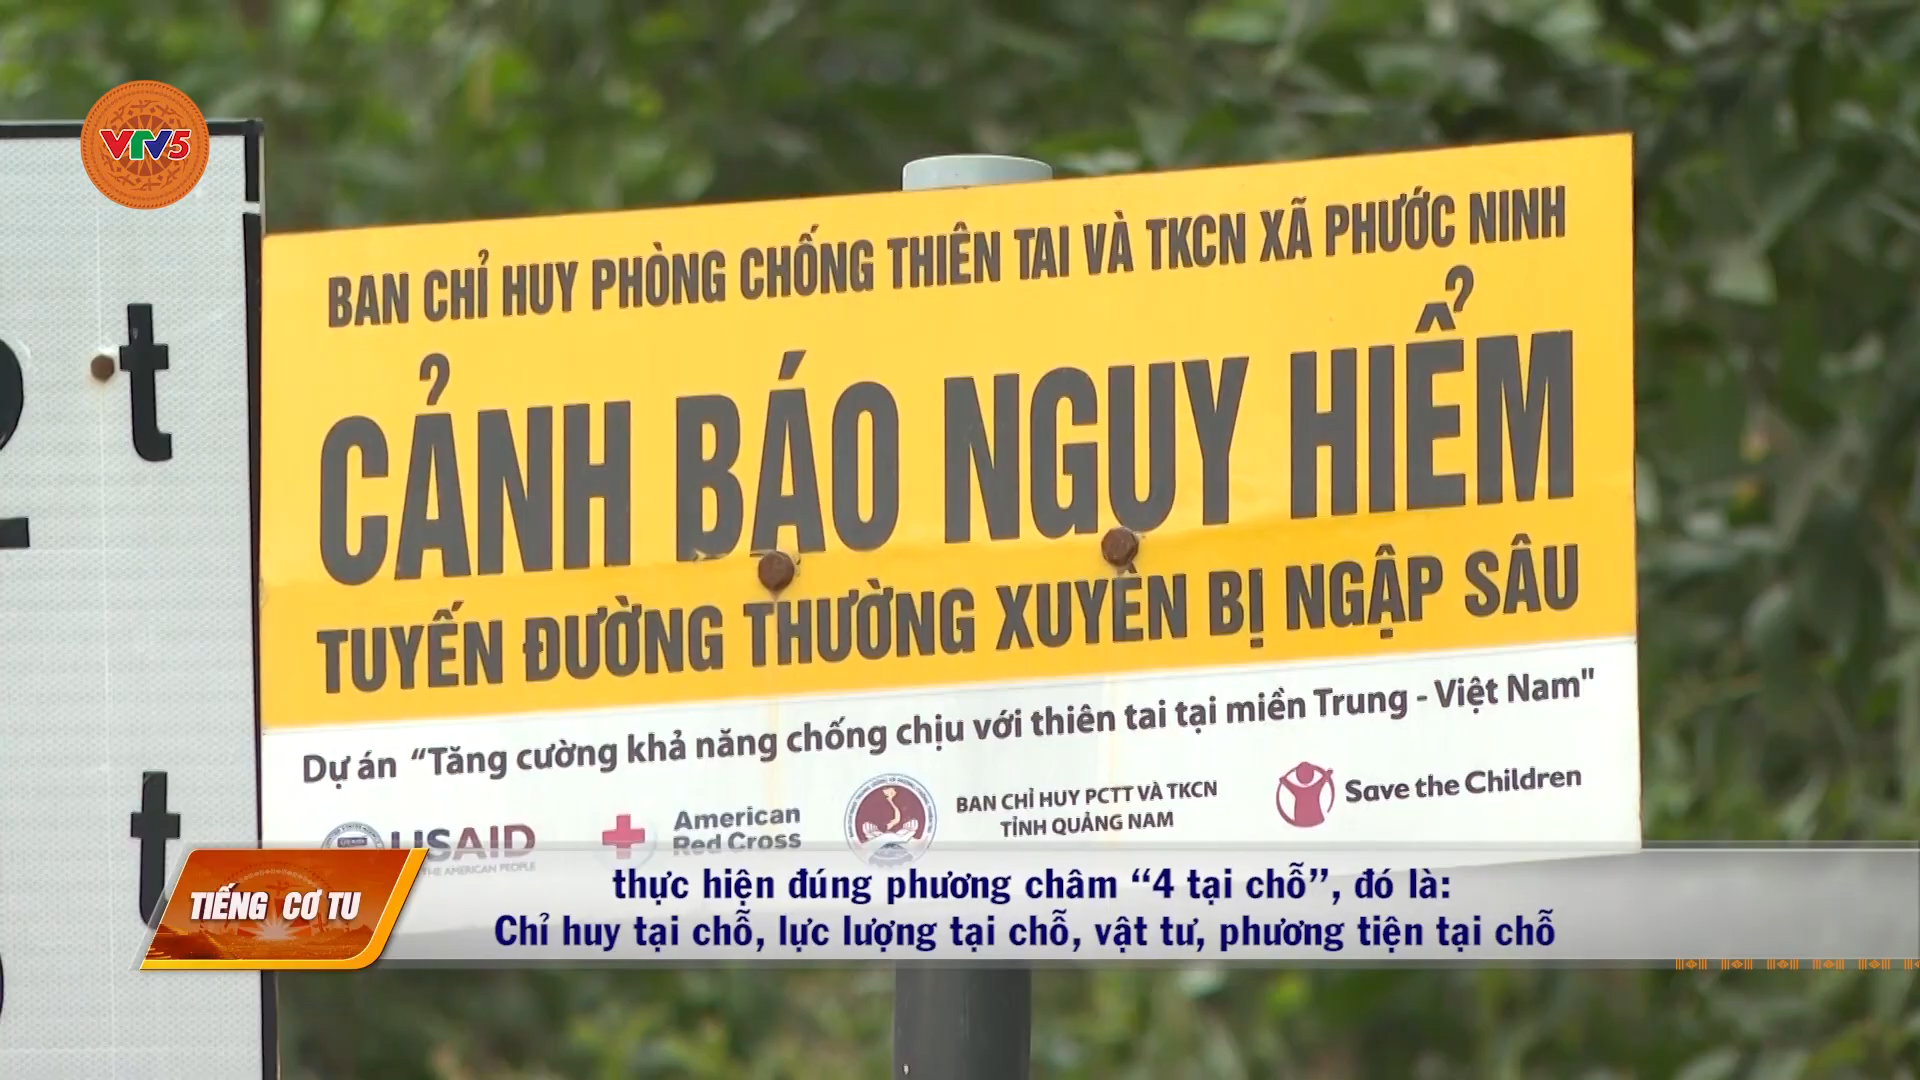 VTV5
t
BAN CHỈ HUY PHÒNG CHỐNG THIÊN TAI VÀ TKCN XÃ PHƯỚC NINH
CẢNH BÁO NGUY HIỂM
TUYẾN ĐƯỜNG THƯỜNG XUYÊN BỊ NGẬP SÂU
Dự án “Tăng cường khả năng chống chịu với thiên tai tại miền Trung - Việt Nam"
USAID
THE AMERICAN PEOPLE
American
Red Cross
BAN CHỈ HUY PCTT VÀ TKCN
TỈNH QUẢNG NAM
Save the Children
t
TIẾNG CƠ TU
thực hiện đúng phương châm “4 tại chỗ”, đó là:
Chỉ huy tại chỗ, lực lượng tại chỗ, vật tư, phương tiện tại chỗ